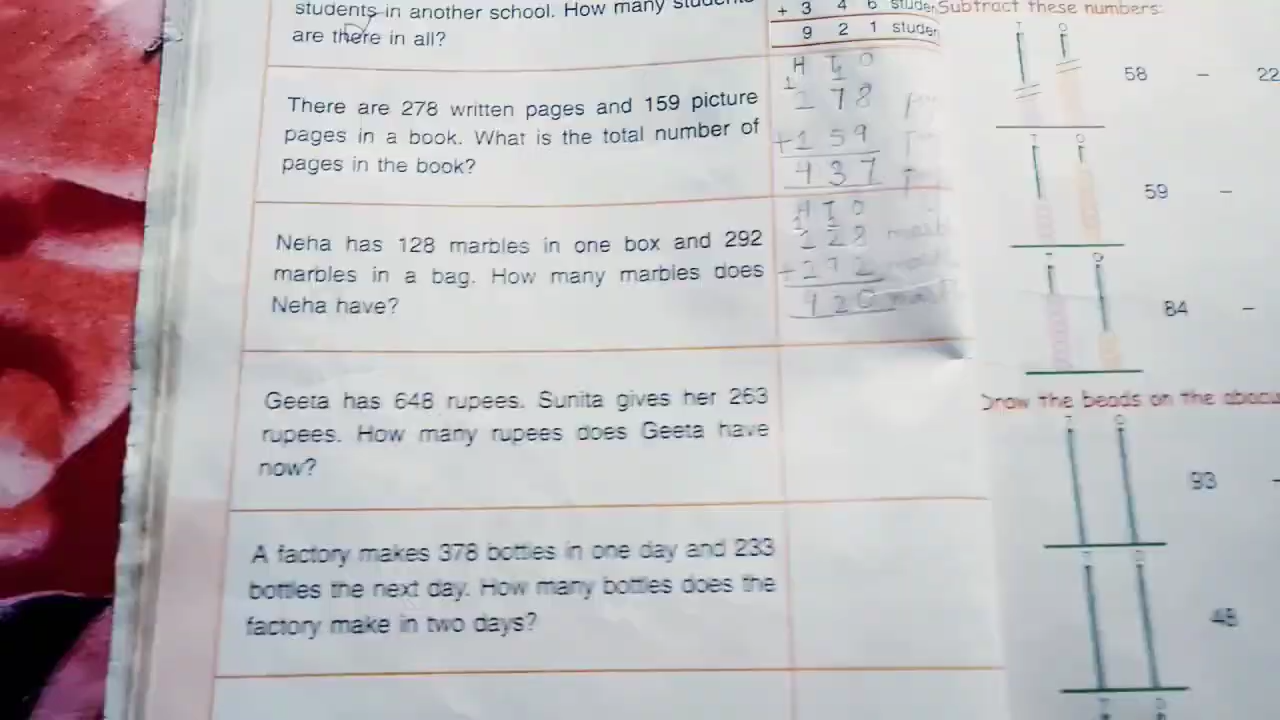 students in another school. How many students
are there in all?
+ 3 4 6
9 2 1
H T O
1 1
2 7 8
+1 5 9
4 3 7
There are 278 written pages and 159 picture
pages in a book. What is the total number of
pages in the book?
H T O
1 1
1 2 8
+2 9 2
4 2 0
Neha has 128 marbles in one box and 292
marbles in a bag. How many marbles does
Neha have?
Geeta has 648 rupees. Sunita gives her 263
rupees. How many rupees does Geeta have
now?
A factory makes 378 bottles in one day and 233
bottles the next day. How many bottles does the
factory make in two days?
Subtract these numbers:
T O
58 – 22
T O
59 –
T O
84 –
Draw the beads on the
T O
93 –
T O
48
T O